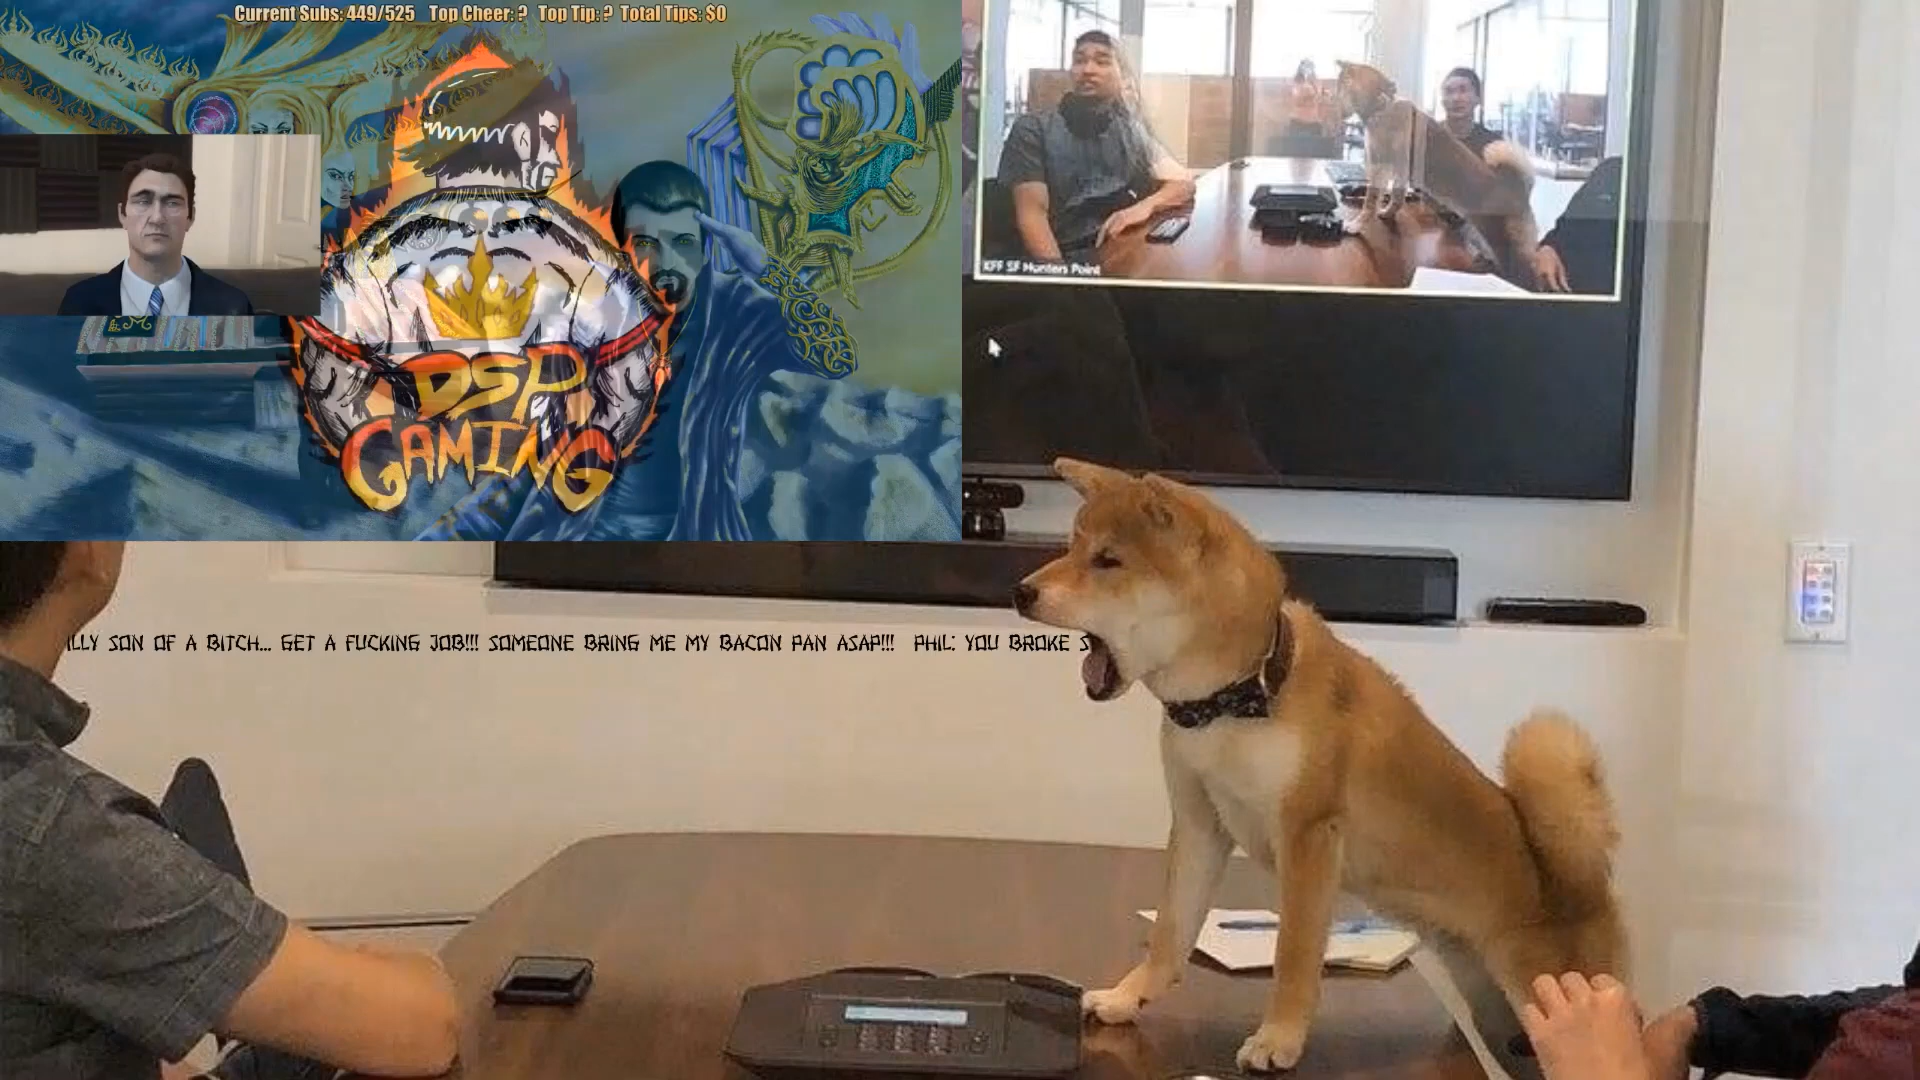 Current Subs: 449/525 Top Cheer: ? Top Tip: ? Total Tips: $0
KFF SF Hunters Point
DSP
GAMING
ILLY SON OF A BITCH... GET A FUCKING JOB!!! SOMEONE BRING ME MY BACON PAN ASAP!!! PHIL: YOU BROKE S